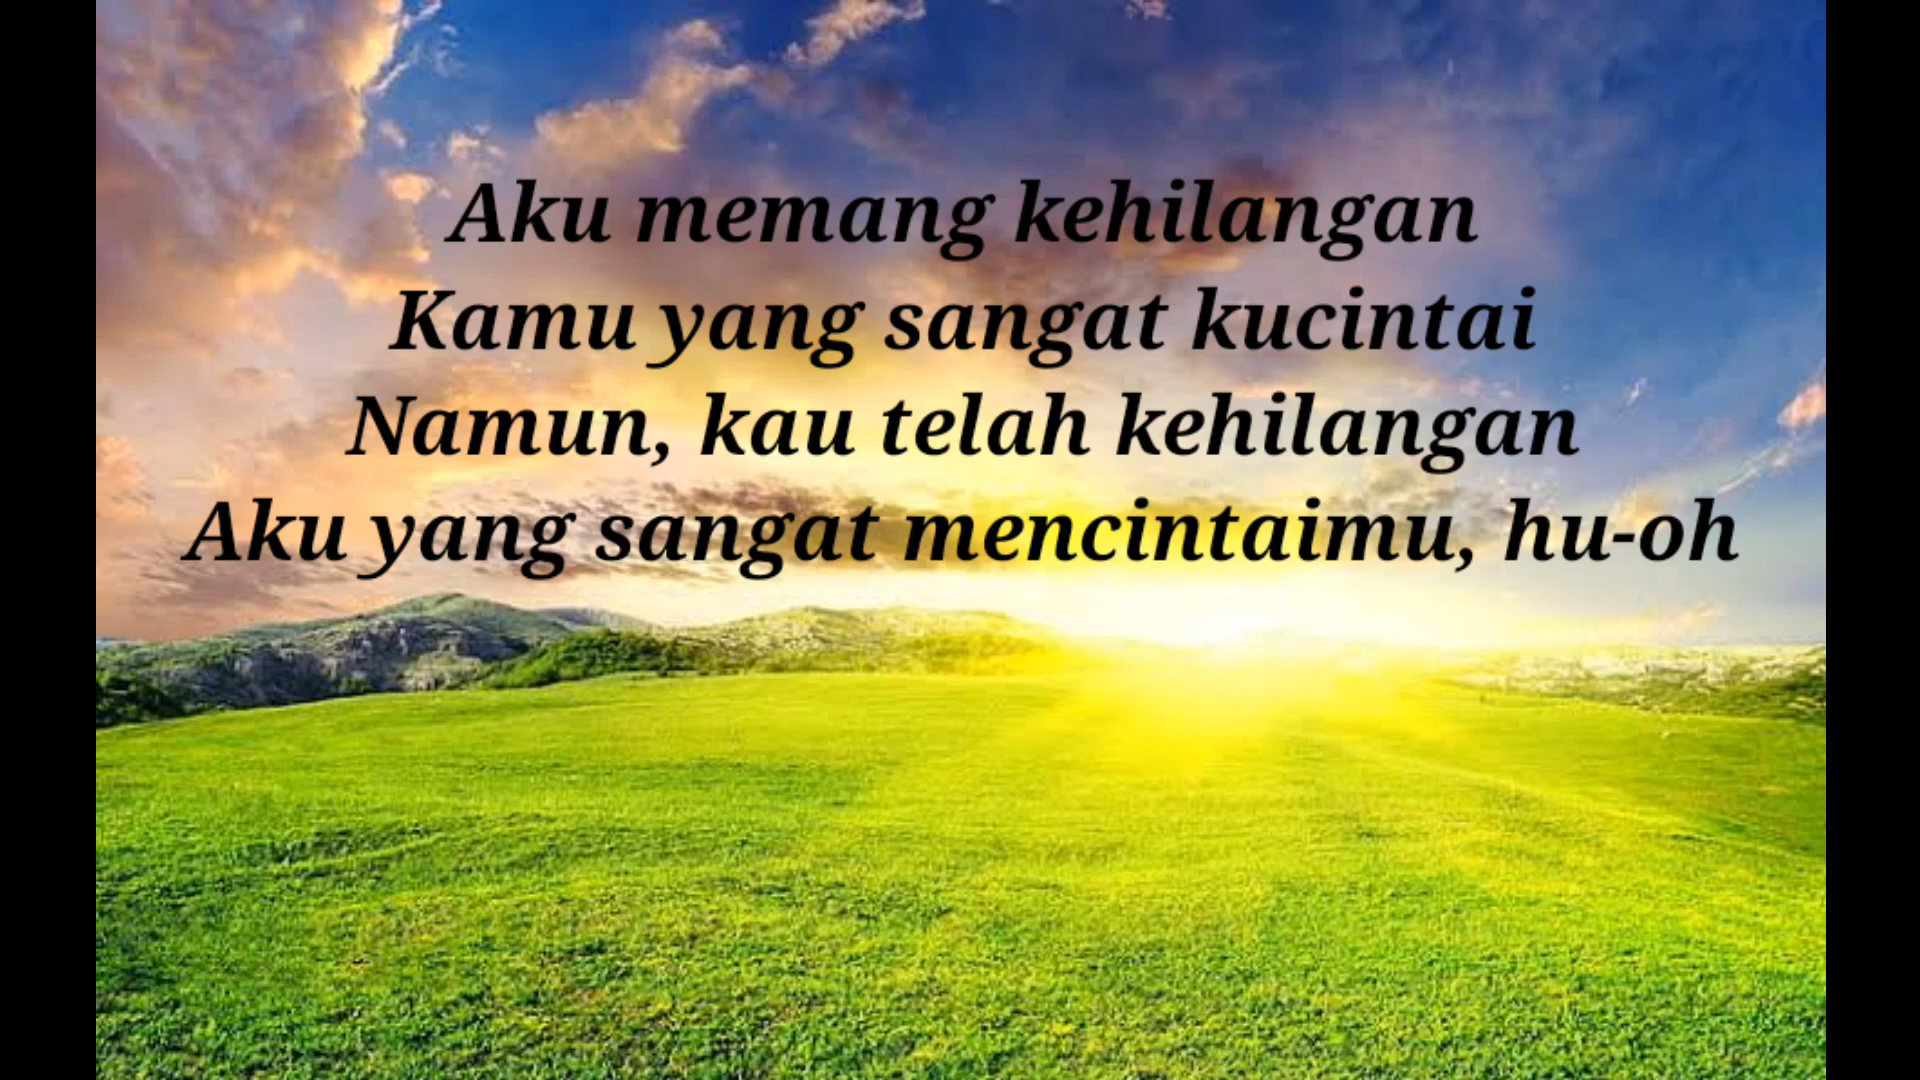 Aku memang kehilangan
Kamu yang sangat kucintai
Namun, kau telah kehilangan
Aku yang sangat mencintaimu, hu-oh